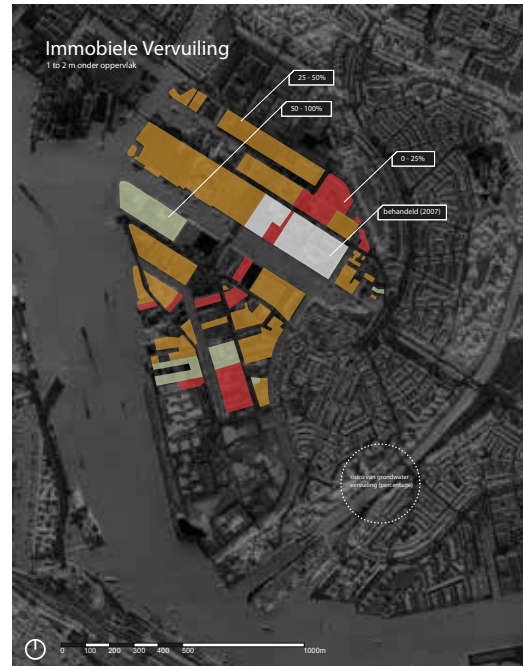 Immobiele Vervuiling
1 to 2 m onder oppervlak
25 - 50%
50 - 100%
0 - 25%
behandeld (2007)
risico van grondwater
vervuiling (percentage)
0 100 200 300 400 500 1000m